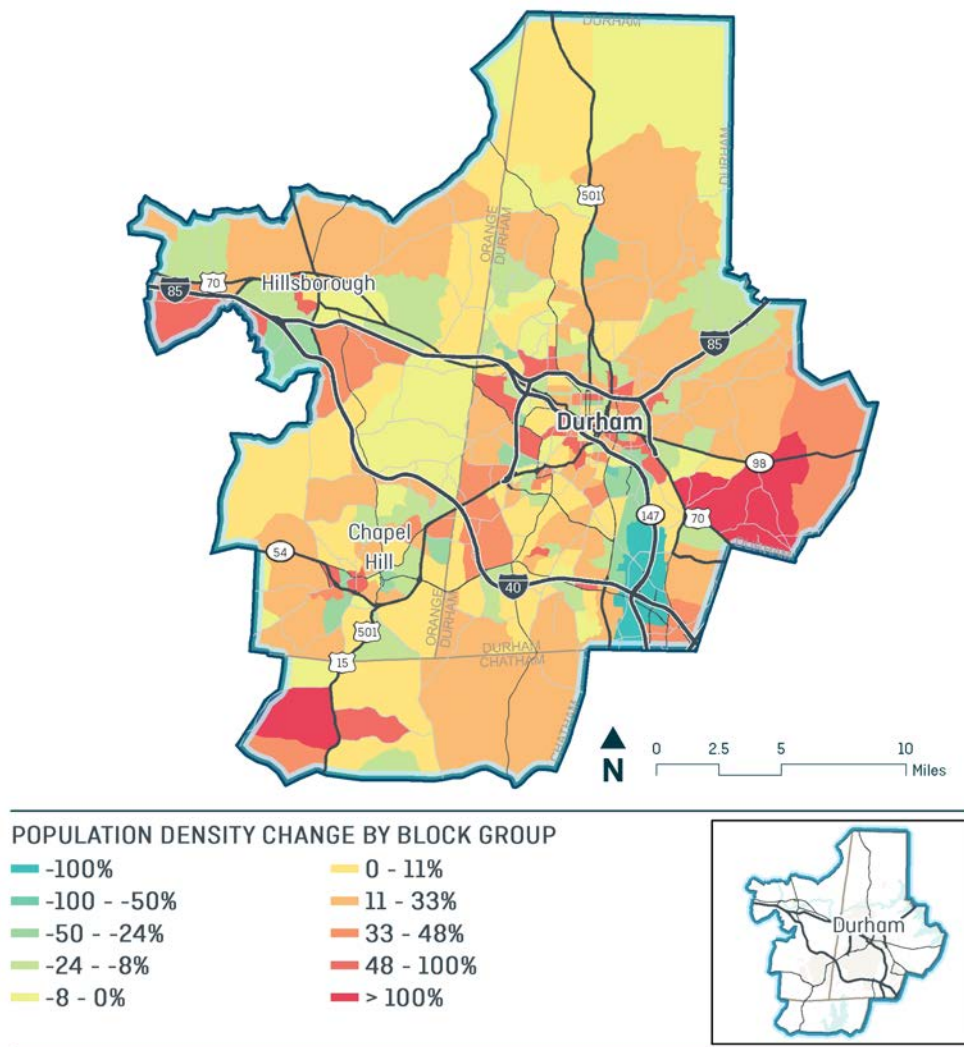 DURHAM
DURHAM
501
ORANGE
DURHAM
70
85
Hillsborough
85
Durham
98
147
70
Chapel
Hill
54
40
501
ORANGE
DURHAM
DURHAM
CHATHAM
15
CHATHAM
N
0 2.5 5 10
Miles
POPULATION DENSITY CHANGE BY BLOCK GROUP
-100%
-100 - -50%
-50 - -24%
-24 - -8%
-8 - 0%
0 - 11%
11 - 33%
33 - 48%
48 - 100%
> 100%
Durham